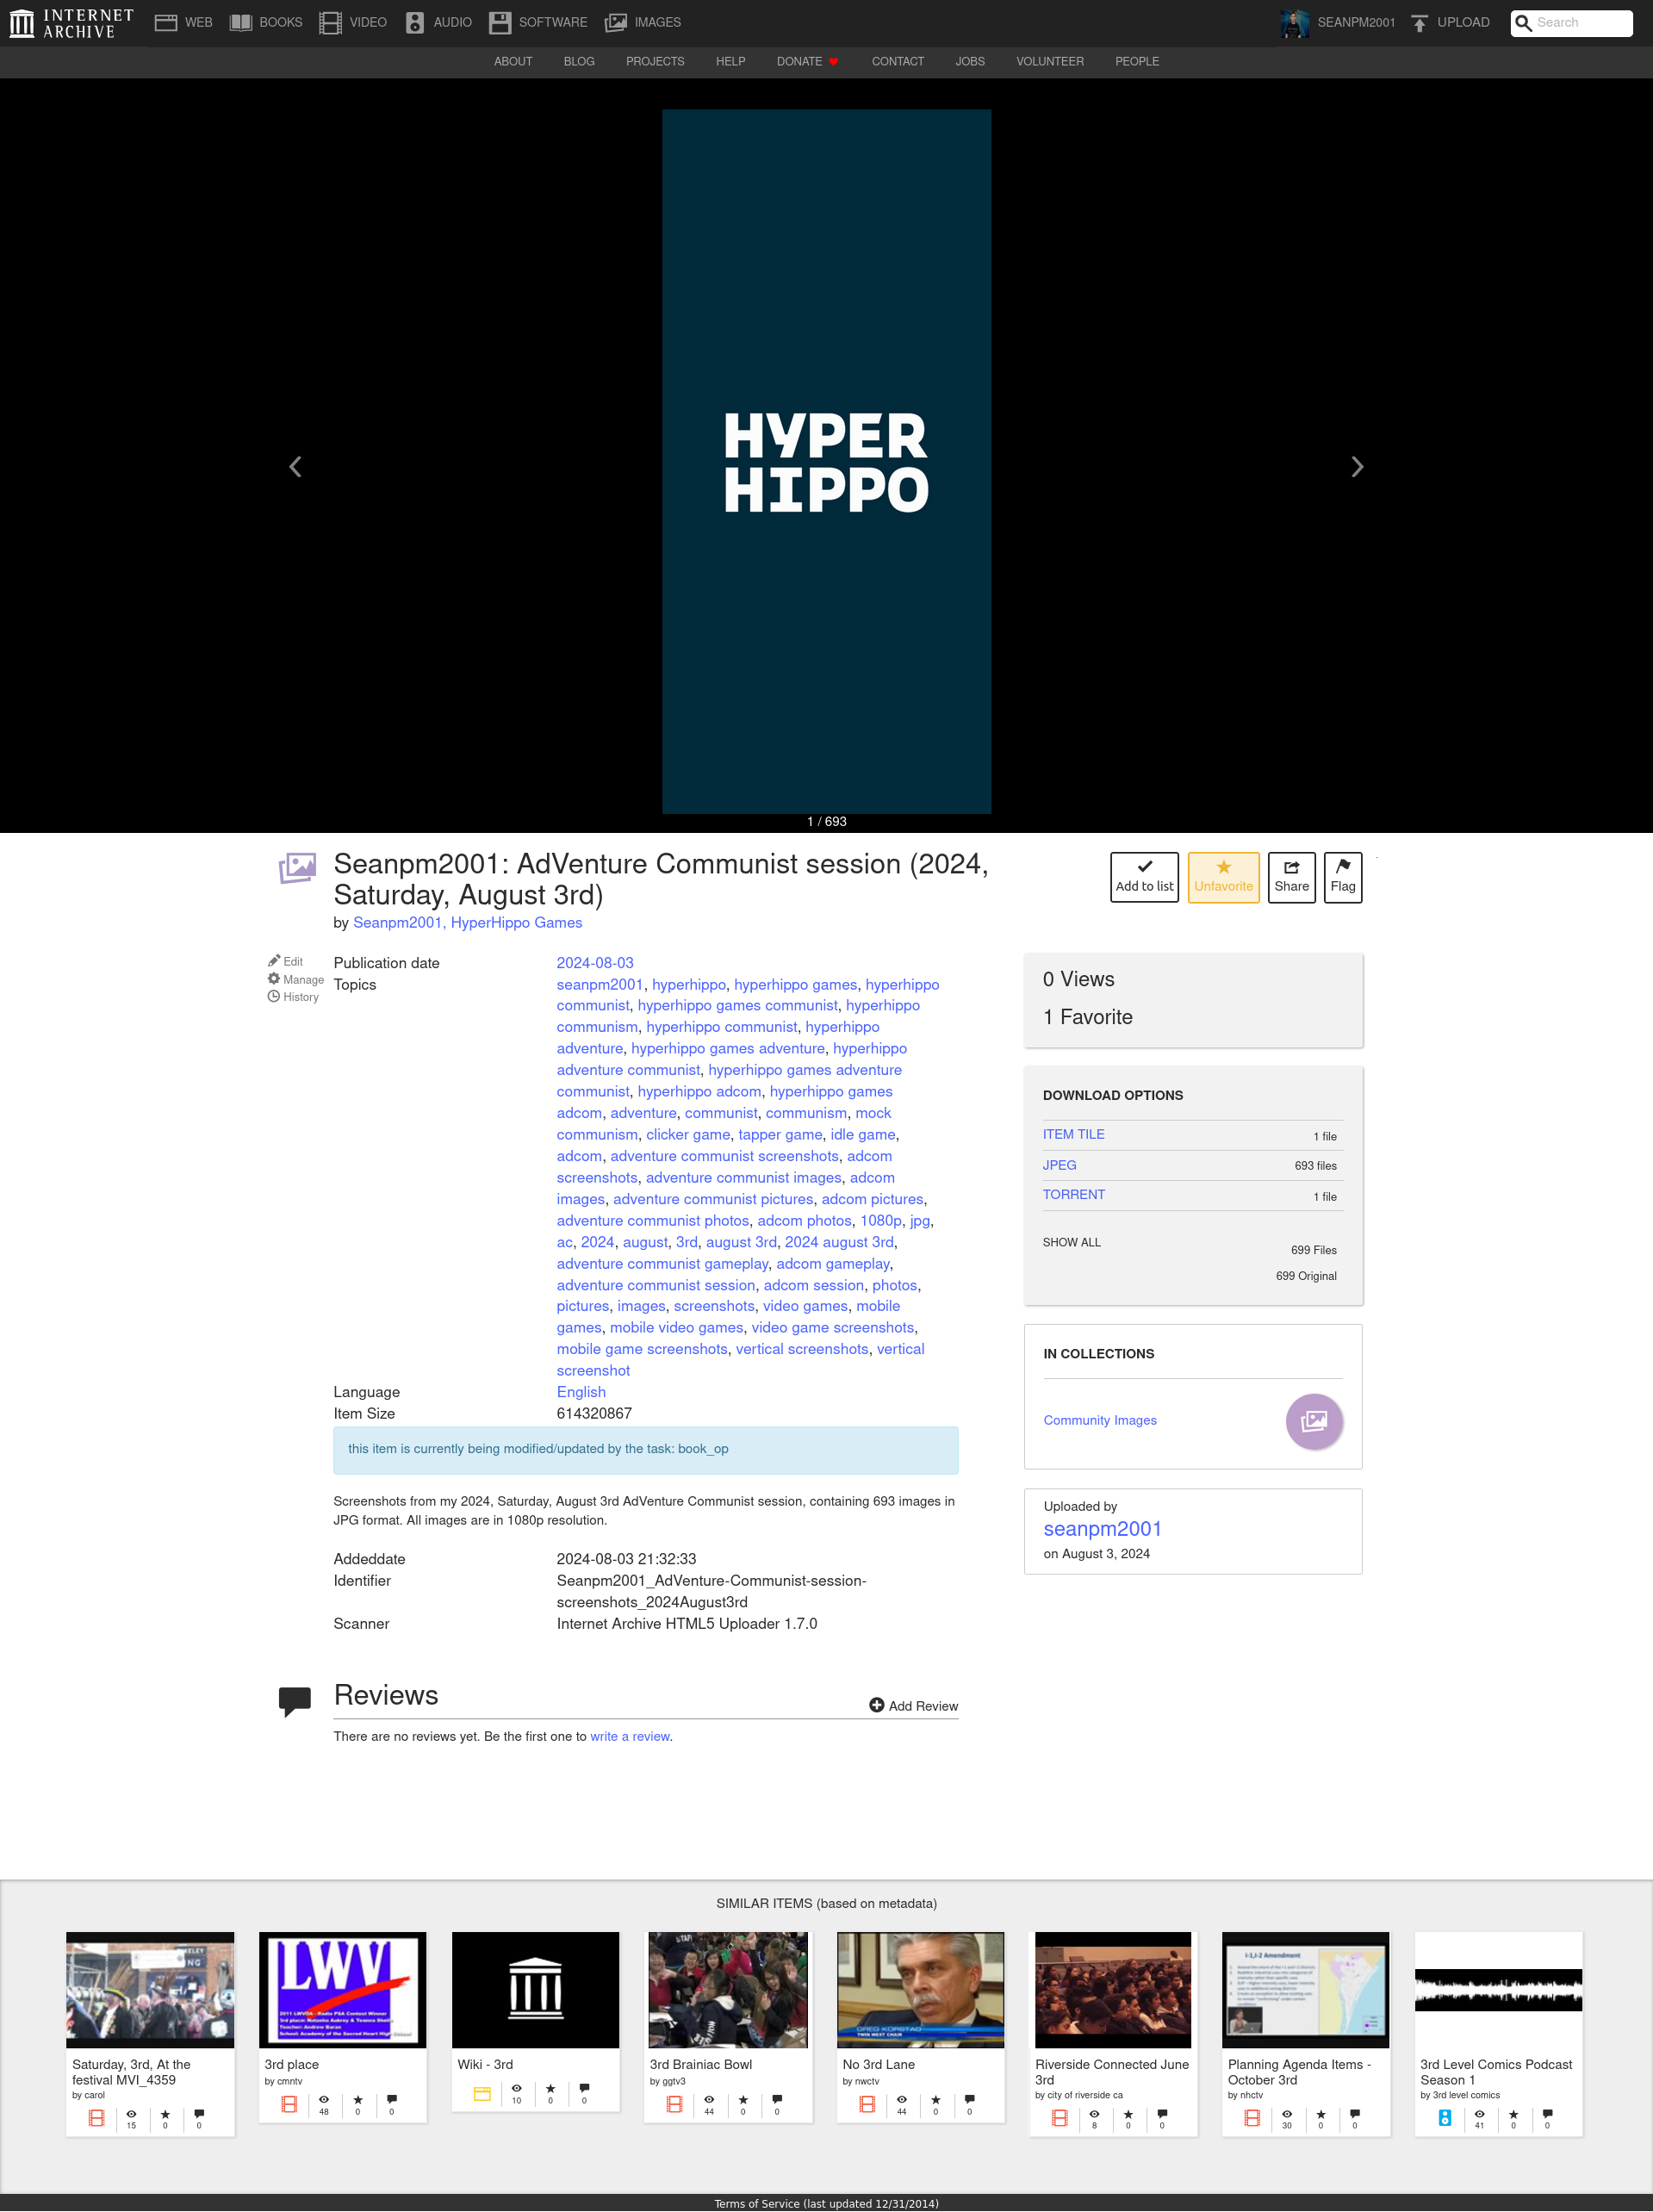 INTERNET ARCHIVE
WEB BOOKS VIDEO AUDIO SOFTWARE IMAGES SEANPM2001 UPLOAD Search
ABOUT BLOG PROJECTS HELP DONATE CONTACT JOBS VOLUNTEER PEOPLE
HYPER
HIPPO
1 / 693
Seanpm2001: AdVenture Communist session (2024,
Saturday, August 3rd)
by Seanpm2001, HyperHippo Games
Add to list
Unfavorite
Share
Flag
Edit
Manage
History
Publication date 2024-08-03
Topics seanpm2001, hyperhippo, hyperhippo games, hyperhippo
communist, hyperhippo games communist, hyperhippo
communism, hyperhippo communist, hyperhippo
adventure, hyperhippo games adventure, hyperhippo
adventure communist, hyperhippo games adventure
communist, hyperhippo adcom, hyperhippo games
adcom, adventure, communist, communism, mock
communism, clicker game, tapper game, idle game,
adcom, adventure communist screenshots, adcom
screenshots, adventure communist images, adcom
images, adventure communist pictures, adcom pictures,
adventure communist photos, adcom photos, 1080p, jpg,
ac, 2024, august, 3rd, august 3rd, 2024 august 3rd,
adventure communist gameplay, adcom gameplay,
adventure communist session, adcom session, photos,
pictures, images, screenshots, video games, mobile
games, mobile video games, video game screenshots,
mobile game screenshots, vertical screenshots, vertical
screenshot
Language English
Item Size 614320867
this item is currently being modified/updated by the task: book_op
Screenshots from my 2024, Saturday, August 3rd AdVenture Communist session, containing 693 images in
JPG format. All images are in 1080p resolution.
Addeddate 2024-08-03 21:32:33
Identifier Seanpm2001_AdVenture-Communist-session-
screenshots_2024August3rd
Scanner Internet Archive HTML5 Uploader 1.7.0
0 Views
1 Favorite
DOWNLOAD OPTIONS
ITEM TILE 1 file
JPEG 693 files
TORRENT 1 file
SHOW ALL
699 Files
699 Original
IN COLLECTIONS
Community Images
Uploaded by
seanpm2001
on August 3, 2024
Reviews
Add Review
There are no reviews yet. Be the first one to write a review.
SIMILAR ITEMS (based on metadata)
Saturday, 3rd, At the
festival MVI_4359
by carol
15 0 0
LWV
3rd place
by cmntv
48 0 0
Wiki - 3rd
10 0 0
3rd Brainiac Bowl
by ggtv3
44 0 0
GREG KORSTAD
TWIN WEST CHAIR
No 3rd Lane
by nwctv
44 0 0
Riverside Connected June
3rd
by city of riverside ca
8 0 0
I-1,I-2 Amendment
Planning Agenda Items -
October 3rd
by nhctv
30 0 0
3rd Level Comics Podcast
Season 1
by 3rd level comics
41 0 0
Terms of Service (last updated 12/31/2014)